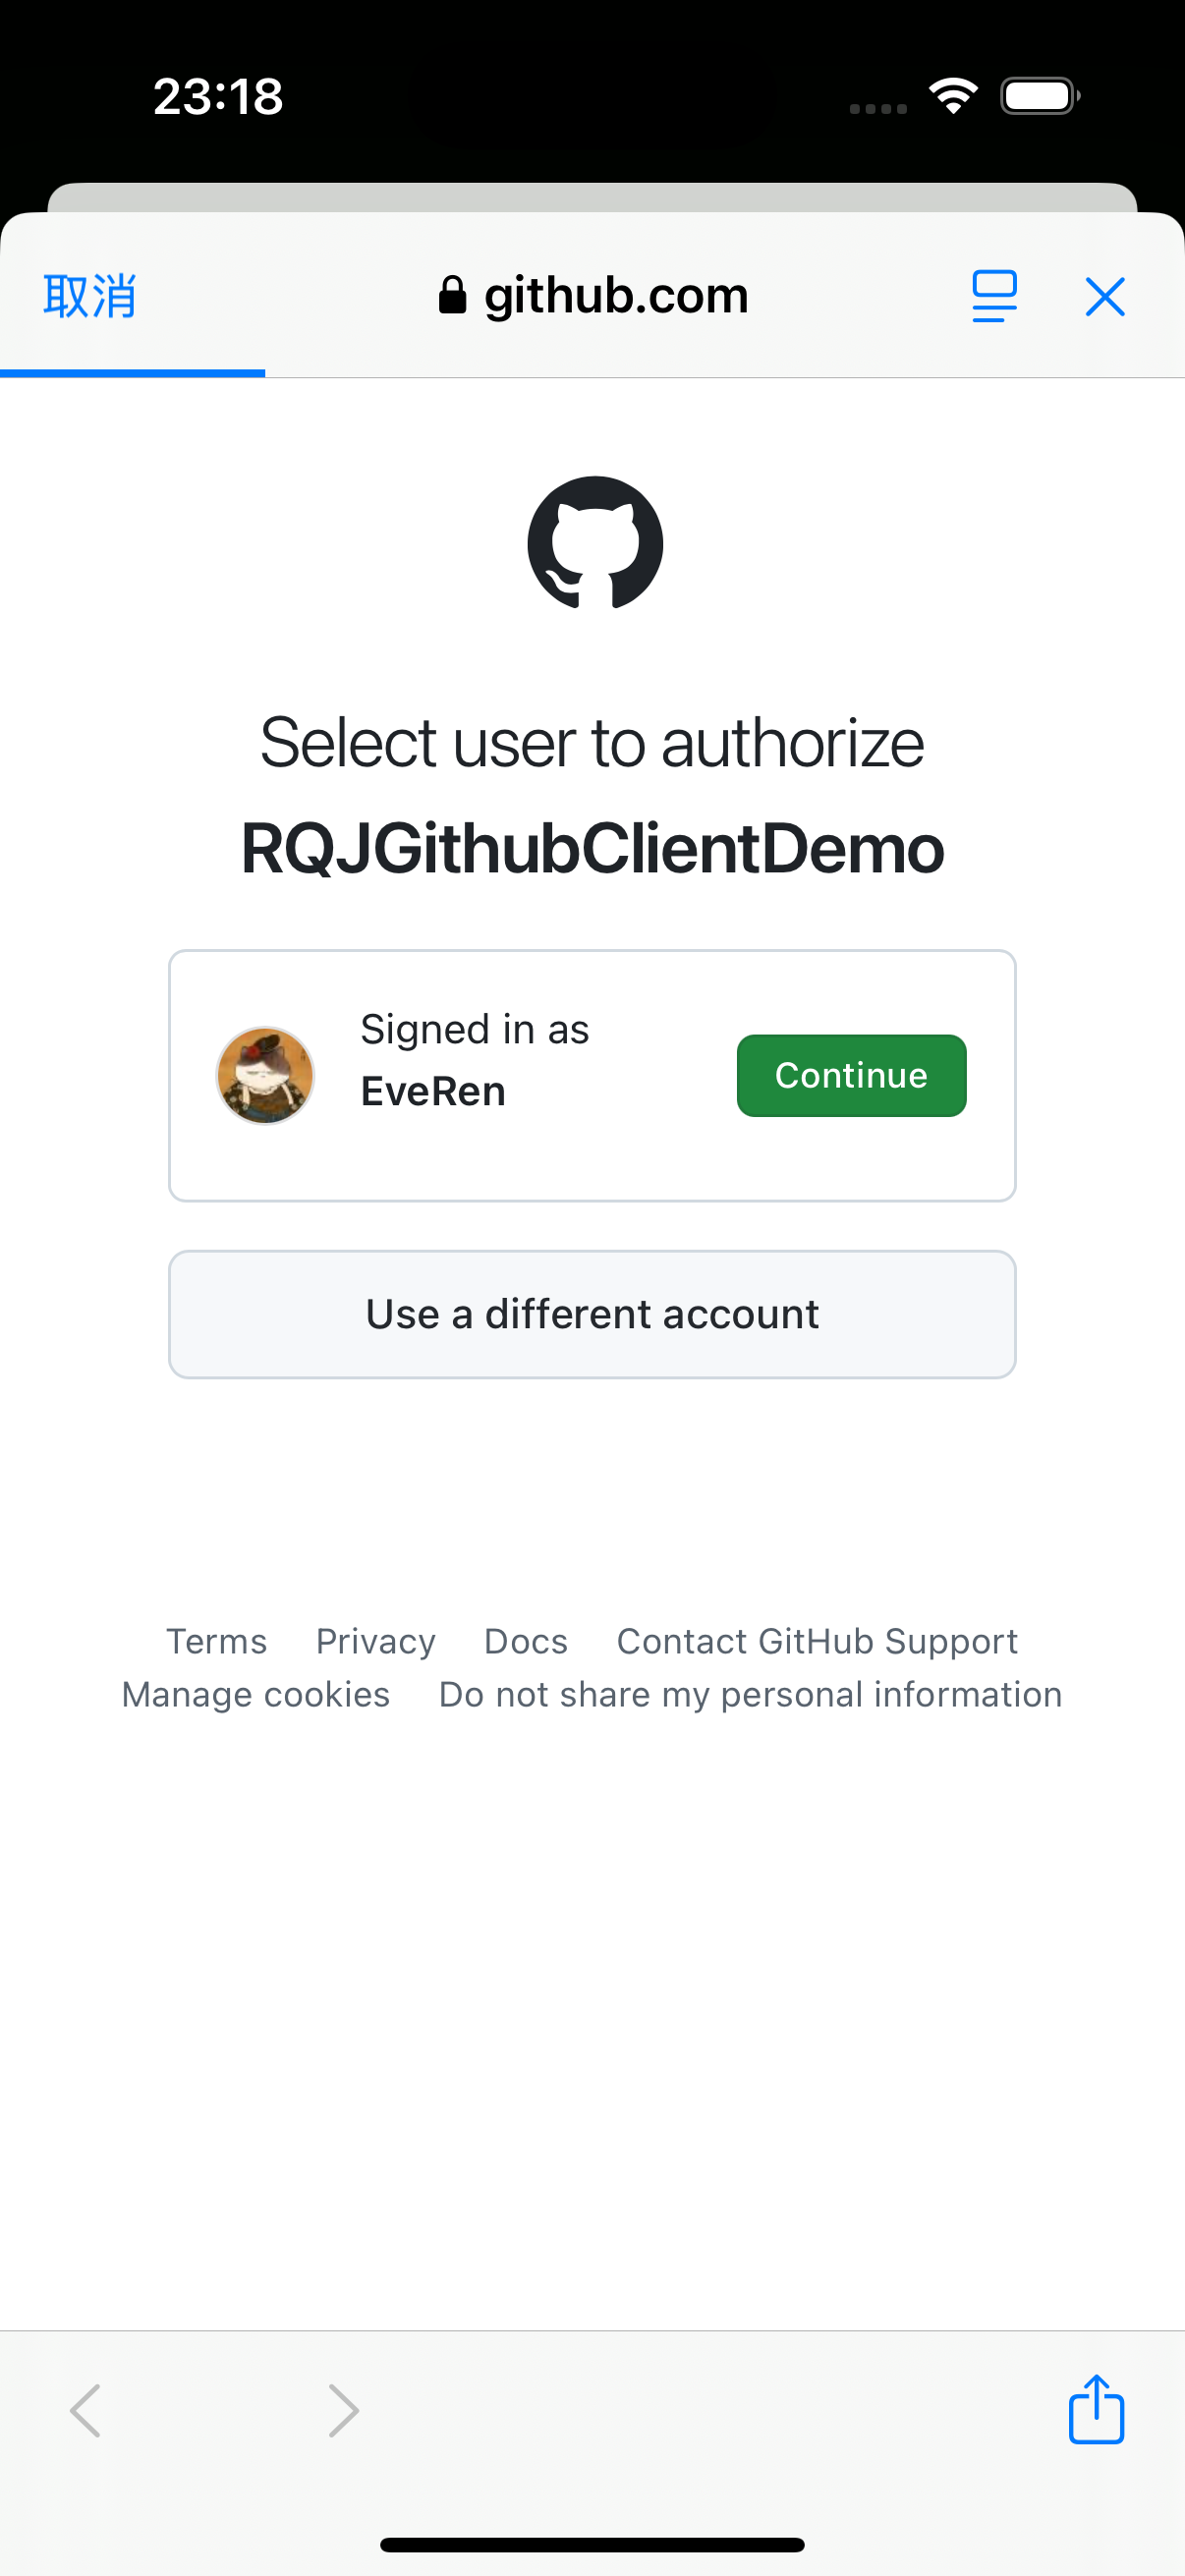 23:18
取消
github.com
Select user to authorize
RQJGithubClientDemo
Signed in as
EveRen
Continue
Use a different account
Terms Privacy Docs Contact GitHub Support
Manage cookies Do not share my personal information